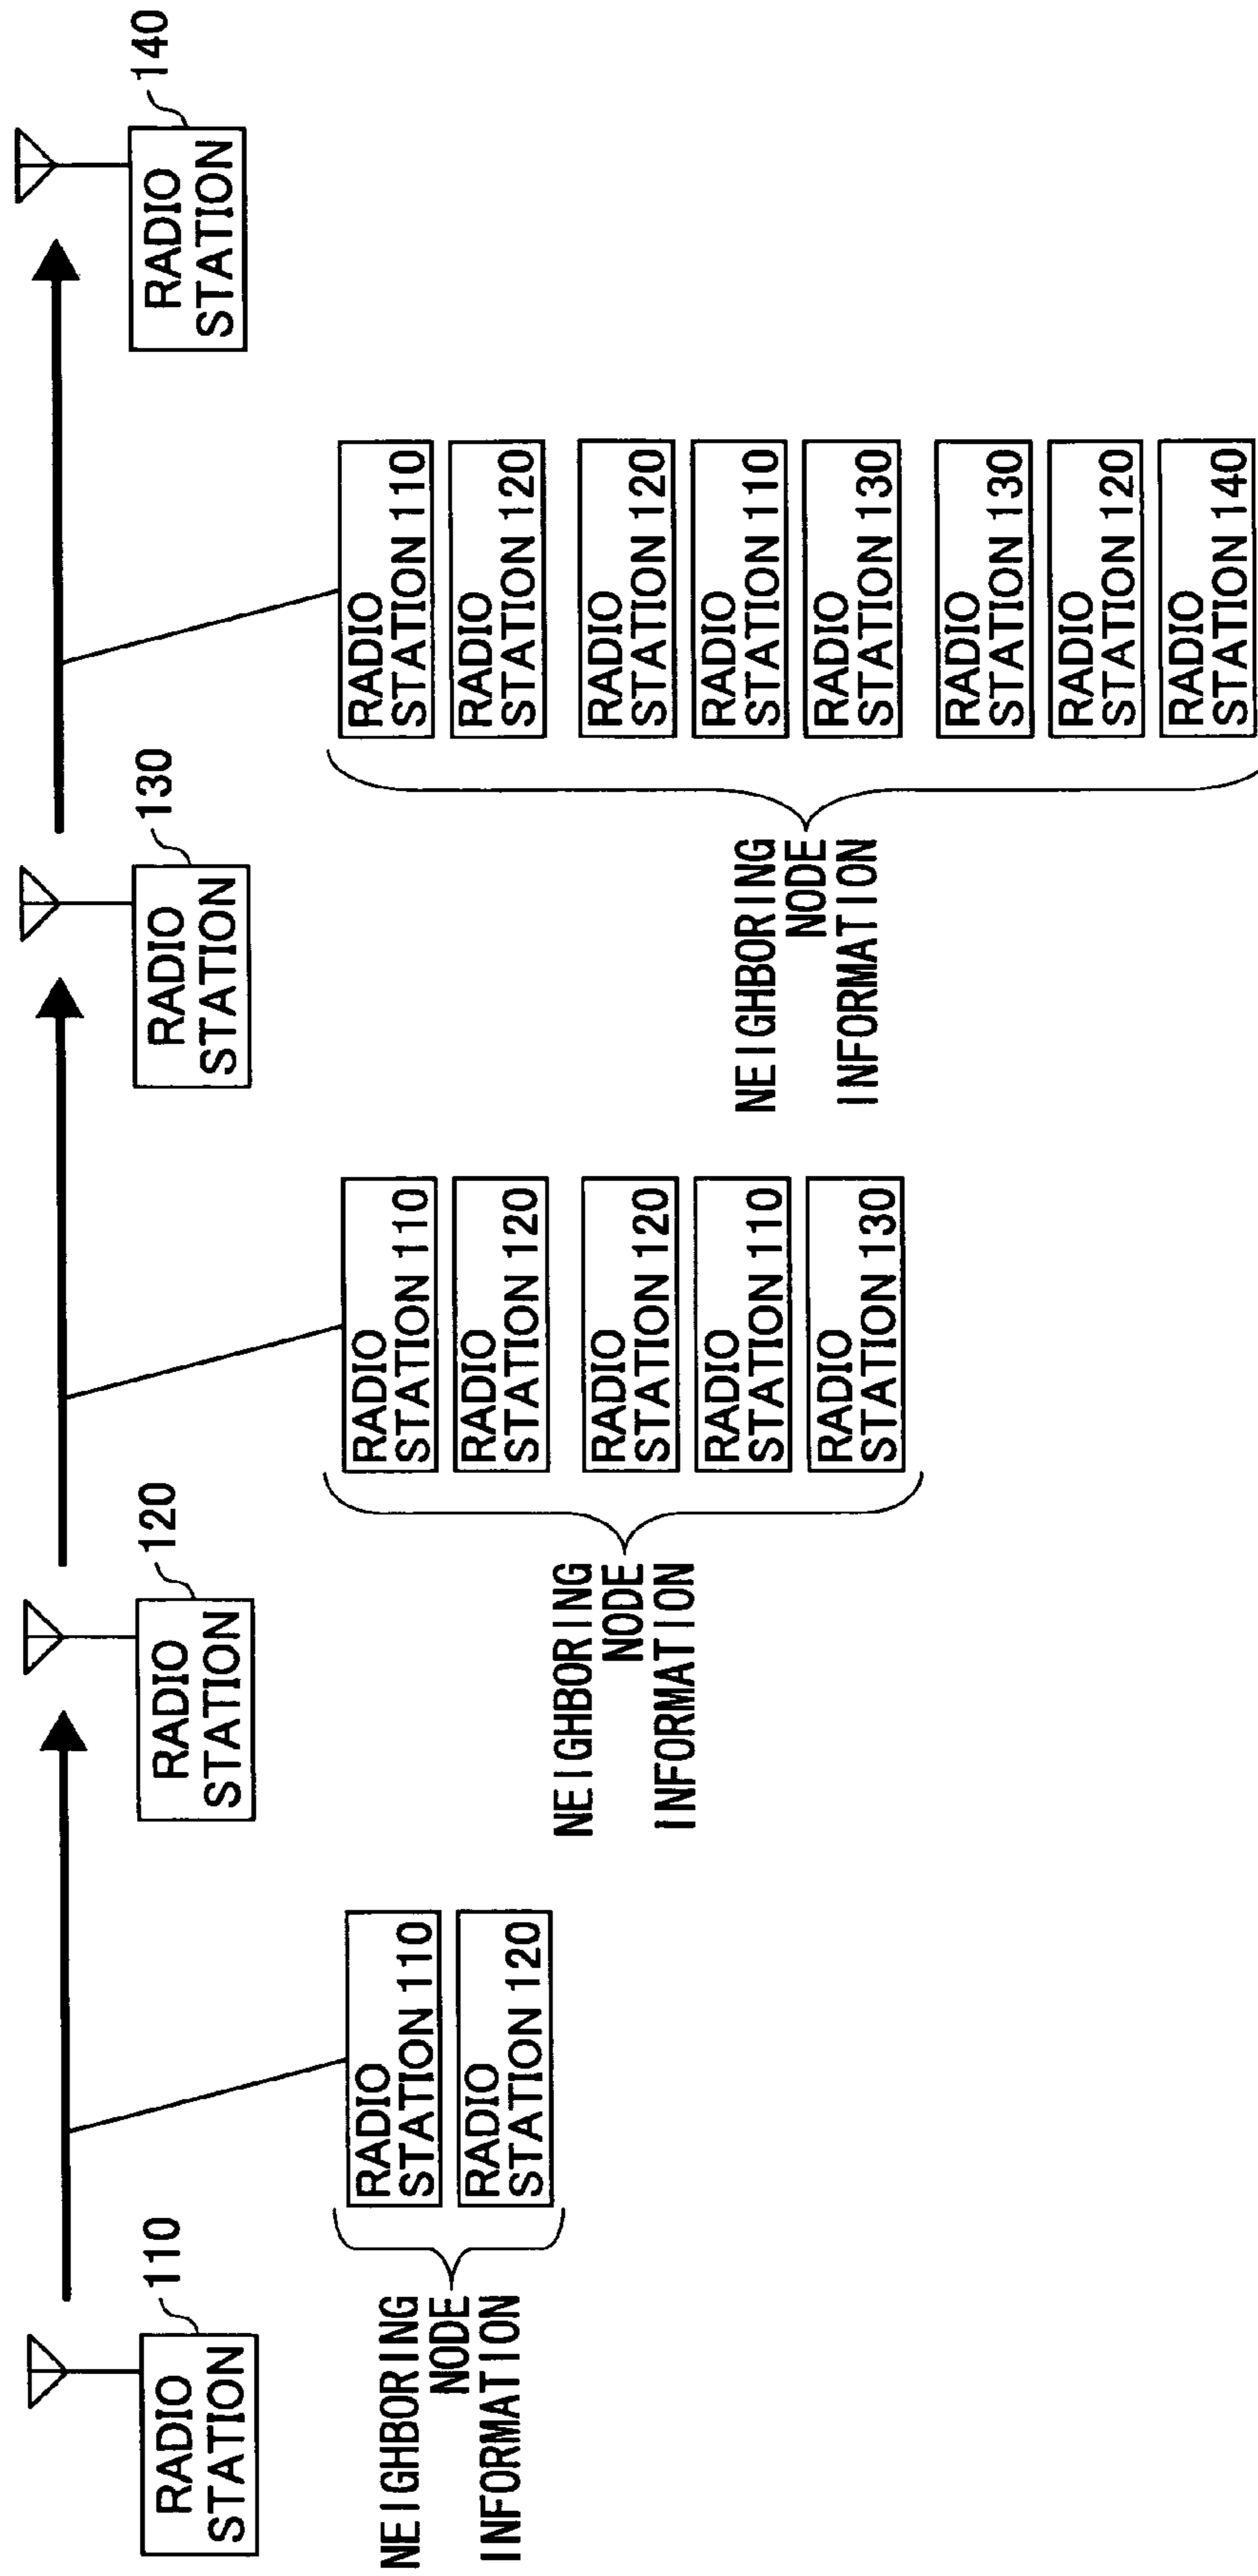 RADIO
STATION
110
RADIO
STATION
120
RADIO
STATION
130
RADIO
STATION
140
NEIGHBORING
NODE
INFORMATION
RADIO
STATION 110
RADIO
STATION 120
NEIGHBORING
NODE
INFORMATION
RADIO
STATION 110
RADIO
STATION 120
RADIO
STATION 120
RADIO
STATION 110
RADIO
STATION 130
NEIGHBORING
NODE
INFORMATION
RADIO
STATION 110
RADIO
STATION 120
RADIO
STATION 120
RADIO
STATION 110
RADIO
STATION 130
RADIO
STATION 130
RADIO
STATION 120
RADIO
STATION 140